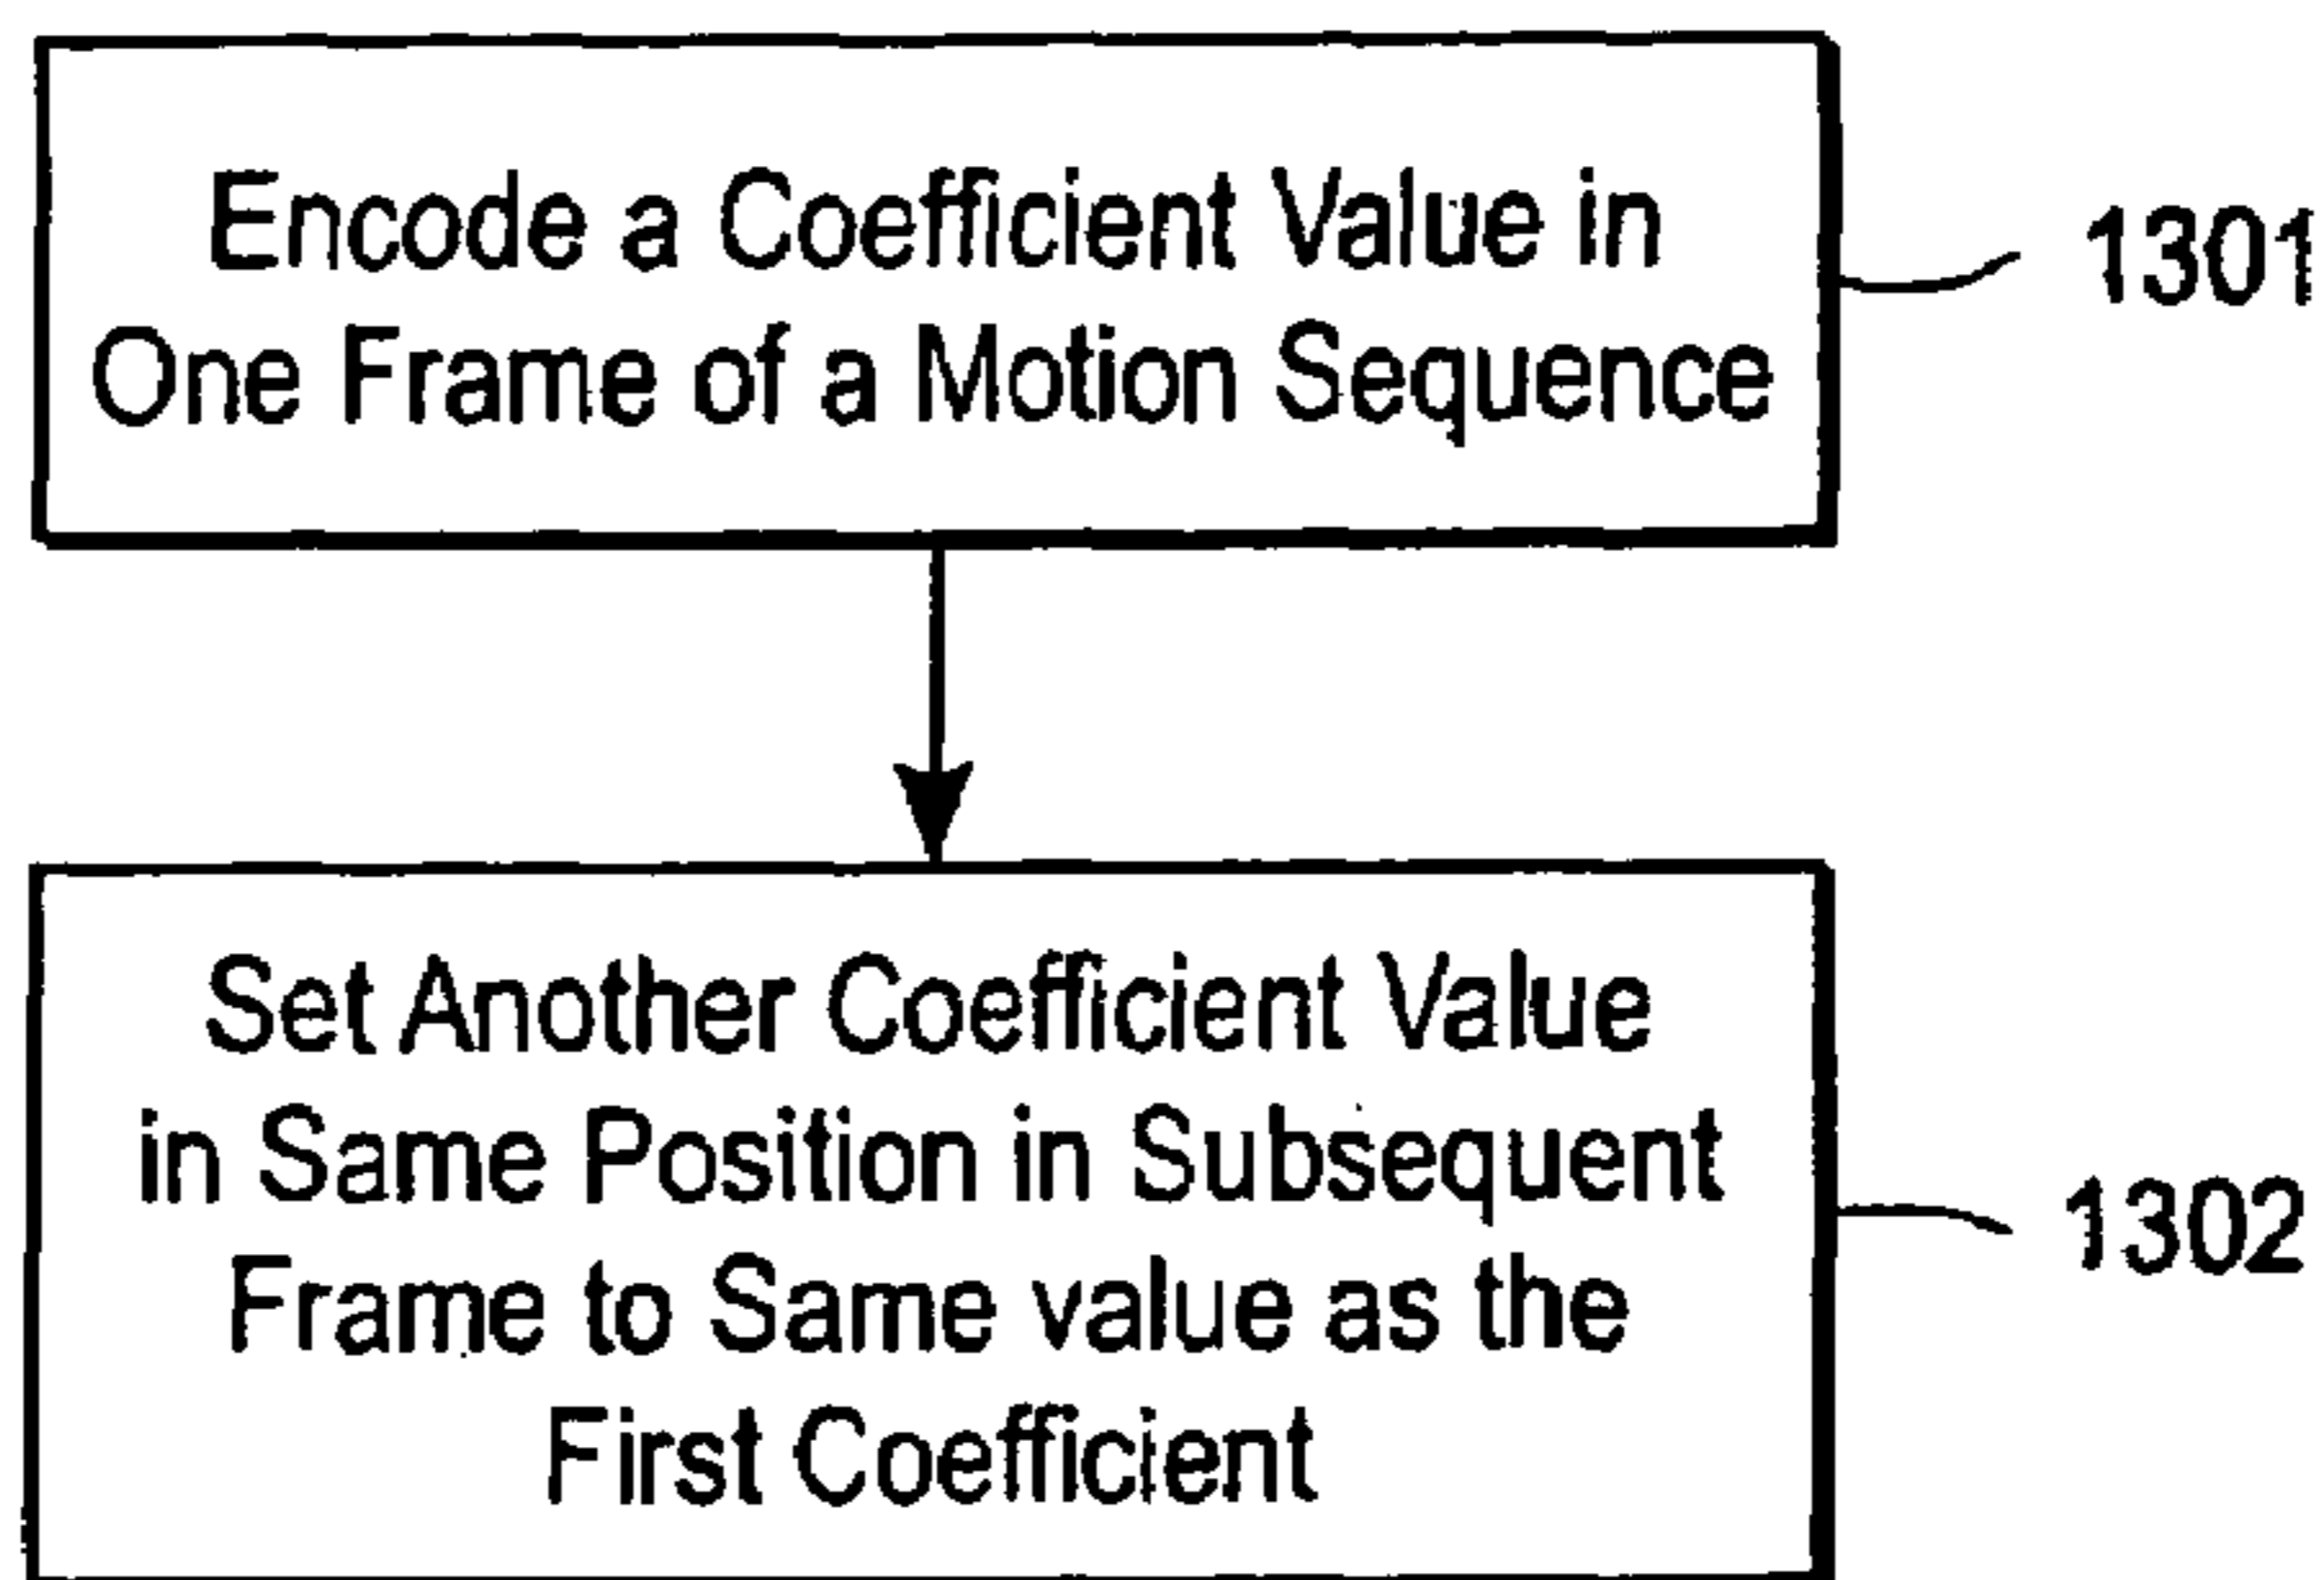 Encode a Coefficient Value in
One Frame of a Motion Sequence
1301
Set Another Coefficient Value
in Same Position in Subsequent
Frame to Same value as the
First Coefficient
1302